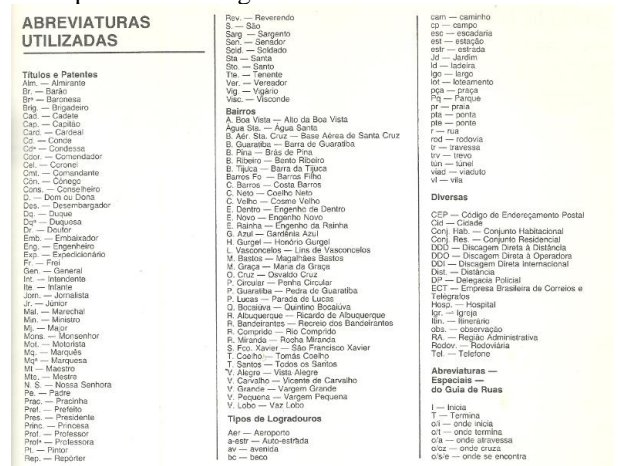 ABREVIATURAS
UTILIZADAS
Títulos e Patentes
Alm. — Almirante
Br. — Barão
Brª — Baronesa
Brig. — Brigadeiro
Cad. — Cadete
Cap. — Capitão
Card. — Cardeal
Cd. — Conde
Cdª — Condessa
Cdor. — Comendador
Cel. — Coronel
Cmt. — Comandante
Côn. — Cônego
Cons. — Conselheiro
D. — Dom ou Dona
Des. — Desembargador
Dq. — Duque
Dqª — Duquesa
Dr. — Doutor
Emb. — Embaixador
Eng. — Engenheiro
Exp. — Expedicionário
Fr. — Frei
Gen. — General
Int. — Intendente
Ite. — Infante
Jorn. — Jornalista
Jr. — Júnior
Mal. — Marechal
Min. — Ministro
Mj. — Major
Mons. — Monsenhor
Mot. — Motorista
Mq. — Marquês
Mqª — Marquesa
Mt — Maestro
Mte. — Mestre
N. S. — Nossa Senhora
Pe. — Padre
Prac. — Pracinha
Pref. — Prefeito
Pres. — Presidente
Princ. — Princesa
Prof. — Professor
Profª — Professora
Pt. — Pintor
Rep. — Repórter
Rev. — Reverendo
S. — São
Sarg — Sargento
Sen. — Senador
Sold. — Soldado
Sta — Santa
Sto. — Santo
Tte. — Tenente
Ver. — Vereador
Vig. — Vigário
Visc. — Visconde
Bairros
A. Boa Vista — Alto da Boa Vista
Água Sta. — Água Santa
B. Aér. Sta. Cruz — Base Aérea de Santa Cruz
B. Guaratiba — Barra de Guaratiba
B. Pina — Brás de Pina
B. Ribeiro — Bento Ribeiro
B. Tijuca — Barra da Tijuca
Barros Fo — Barros Filho
C. Barros — Costa Barros
C. Neto — Coelho Neto
C. Velho — Cosme Velho
E. Dentro — Engenho de Dentro
E. Novo — Engenho Novo
E. Rainha — Engenho da Rainha
G. Azul — Gardênia Azul
H. Gurgel — Honório Gurgel
L. Vasconcelos — Lins de Vasconcelos
M. Bastos — Magalhães Bastos
M. Graça — Maria da Graça
O. Cruz — Osvaldo Cruz
P. Circular — Penha Circular
P. Guaratiba — Pedra de Guaratiba
P. Lucas — Parada de Lucas
Q. Bocaiúva — Quintino Bocaiúva
R. Albuquerque — Ricardo de Albuquerque
R. Bandeirantes — Recreio dos Bandeirantes
R. Comprido — Rio Comprido
R. Miranda — Rocha Miranda
S. Fco. Xavier — São Francisco Xavier
T. Coelho — Tomás Coelho
T. Santos — Todos os Santos
V. Alegre — Vista Alegre
V. Carvalho — Vicente de Carvalho
V. Grande — Vargem Grande
V. Pequena — Vargem Pequena
V. Lobo — Vaz Lobo
Tipos de Logradouros
Aer — Aeroporto
a-estr — Auto-estrada
av — avenida
bc — beco
cam — caminho
cp — campo
esc — escadaria
est — estação
estr — estrada
Jd — Jardim
ld — ladeira
lgo — largo
lot — loteamento
pça — praça
Pq — Parque
pr — praia
pta — ponta
pte — ponte
r — rua
rod — rodovia
tr — travessa
trv — trevo
tún — túnel
viad — viaduto
vl — vila
Diversas
CEP — Código de Endereçamento Postal
Cid — Cidade
Conj. Hab. — Conjunto Habitacional
Conj. Res. — Conjunto Residencial
DDD — Discagem Direta à Distância
DDO — Discagem Direta à Operadora
DDI — Discagem Direta Internacional
Dist. — Distância
DP — Delegacia Policial
ECT — Empresa Brasileira de Correios e
Telégrafos
Hosp. — Hospital
Igr. — Igreja
Itin. — Itinerário
obs. — observação
RA. — Região Administrativa
Rodov. — Rodoviária
Tel. — Telefone
Abreviaturas —
Especiais —
do Guia de Ruas
I — Inicia
T — Termina
o/i — onde inicia
o/t — onde termina
o/a — onde atravessa
o/cz — onde cruza
o/s/e — onde se encontra